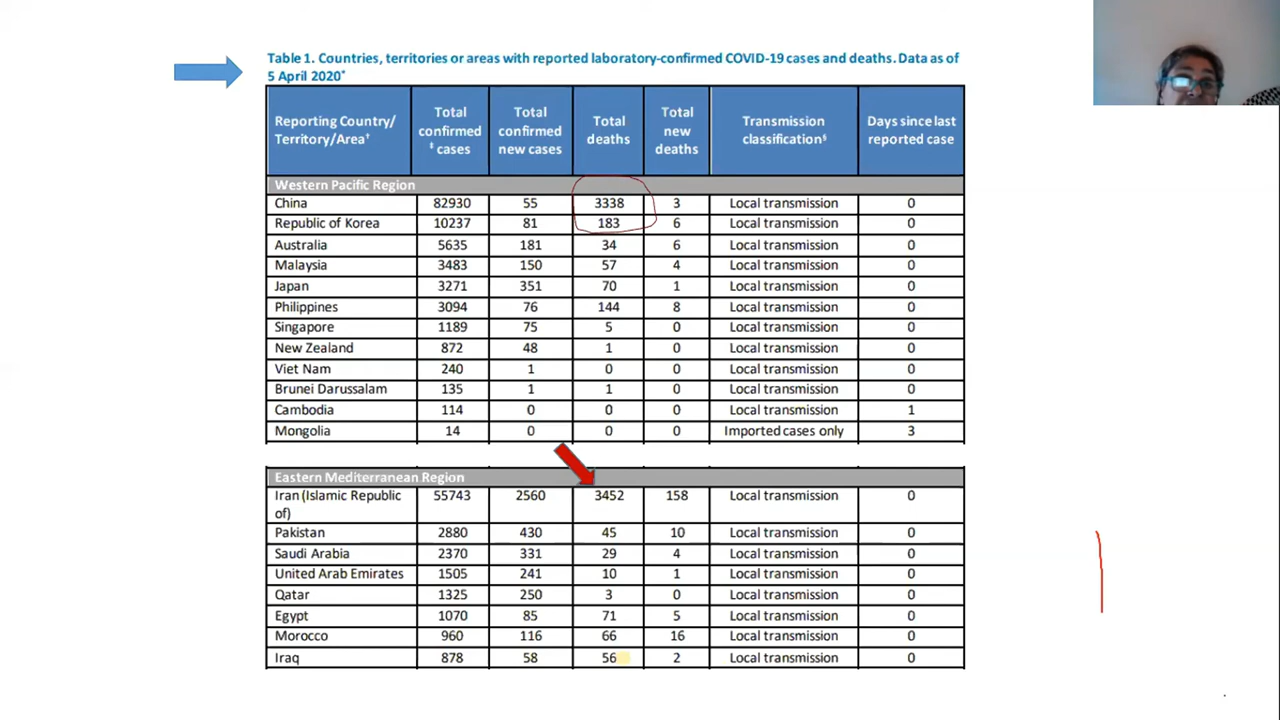 Table 1. Countries, territories or areas with reported laboratory-confirmed COVID-19 cases and deaths. Data as of
5 April 2020*
Reporting Country/
Territory/Area†
Total
confirmed
‡ cases
Total
confirmed
new cases
Total
deaths
Total
new
deaths
Transmission
classification§
Days since last
reported case
Western Pacific Region
China 82930 55 3338 3 Local transmission 0
Republic of Korea 10237 81 183 6 Local transmission 0
Australia 5635 181 34 6 Local transmission 0
Malaysia 3483 150 57 4 Local transmission 0
Japan 3271 351 70 1 Local transmission 0
Philippines 3094 76 144 8 Local transmission 0
Singapore 1189 75 5 0 Local transmission 0
New Zealand 872 48 1 0 Local transmission 0
Viet Nam 240 1 0 0 Local transmission 0
Brunei Darussalam 135 1 1 0 Local transmission 0
Cambodia 114 0 0 0 Local transmission 1
Mongolia 14 0 0 0 Imported cases only 3
Eastern Mediterranean Region
Iran (Islamic Republic 55743 2560 3452 158 Local transmission 0
of)
Pakistan 2880 430 45 10 Local transmission 0
Saudi Arabia 2370 331 29 4 Local transmission 0
United Arab Emirates 1505 241 10 1 Local transmission 0
Qatar 1325 250 3 0 Local transmission 0
Egypt 1070 85 71 5 Local transmission 0
Morocco 960 116 66 16 Local transmission 0
Iraq 878 58 56 2 Local transmission 0